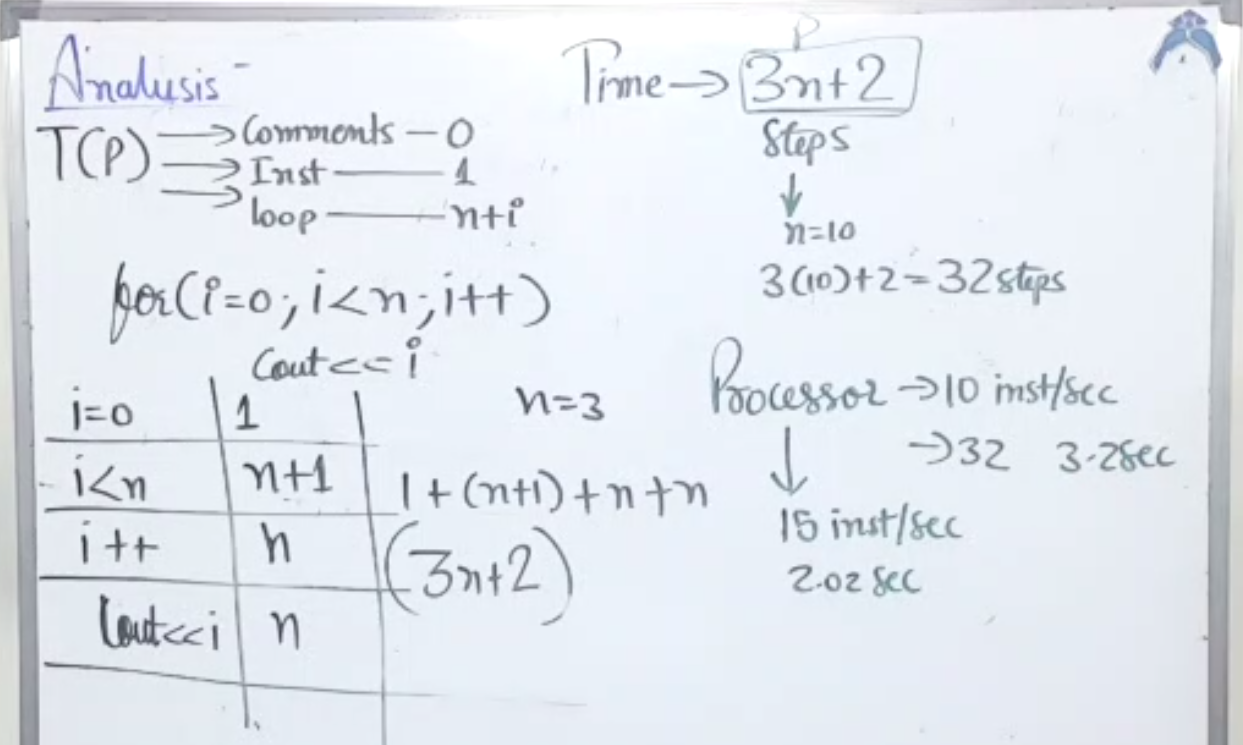 Analysis -
T(P) → Comments — 0
→ Inst — 1
→ loop — n+i
for(i=0; i<n; i++)
Cout<<i
i=0 1
i<n n+1
i++ n
Cout<<i n
n=3
1+(n+1)+n+n
(3n+2)
P
Time → 3n+2
Steps
↓
n=10
3(10)+2=32 steps
Processor → 10 inst/sec
→ 32 3.2 sec
↓
15 inst/sec
2.02 sec